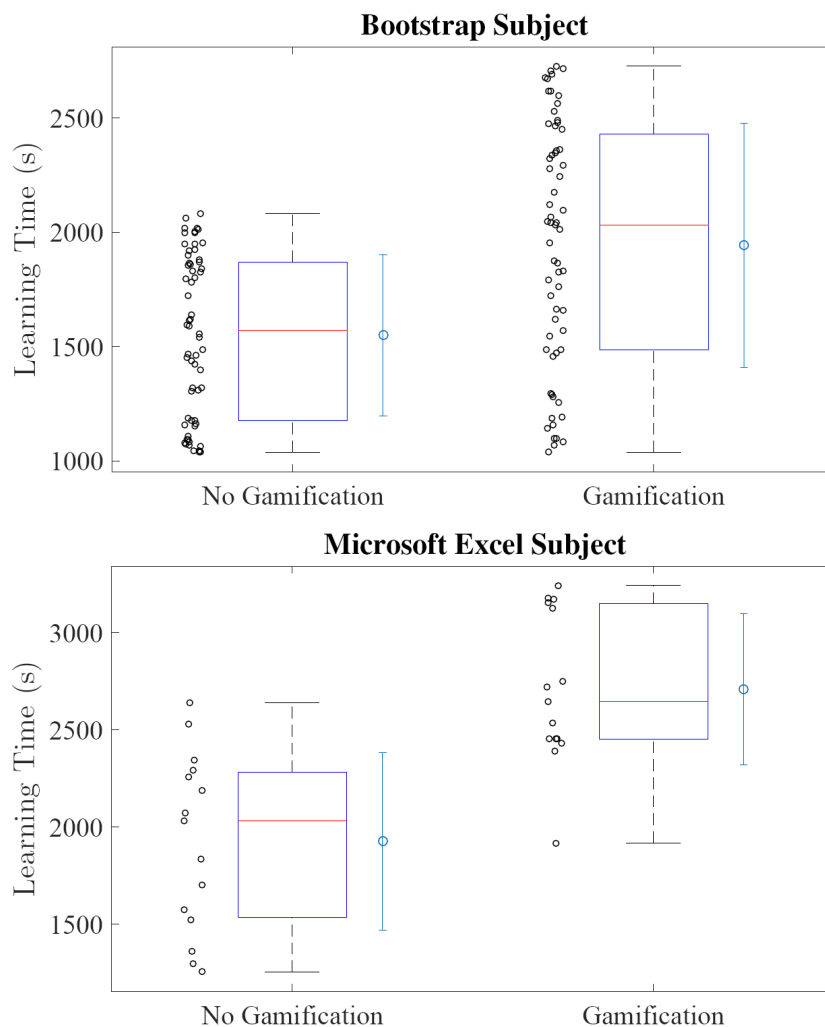 Bootstrap Subject
Learning Time (s)
2500
2000
1500
1000
No Gamification
Gamification
Microsoft Excel Subject
Learning Time (s)
3000
2500
2000
1500
No Gamification
Gamification